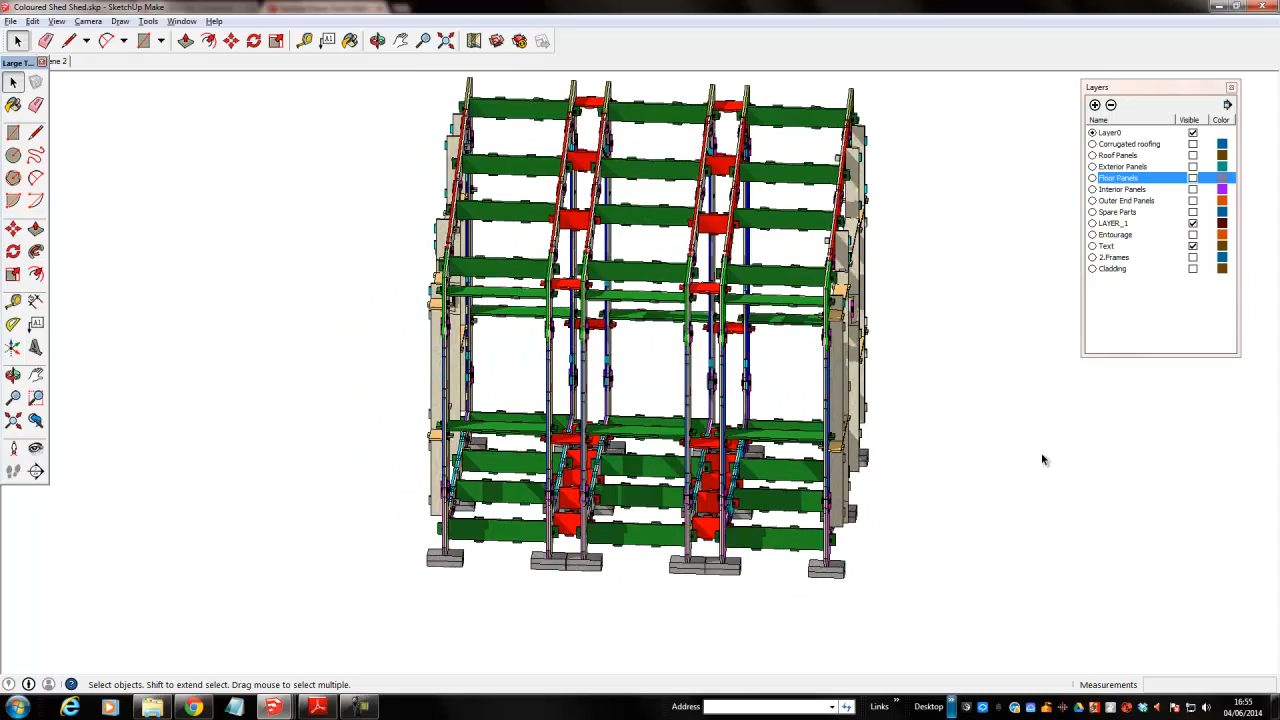 Coloured Shed Shed.skp - SketchUp Make
File Edit View Camera Draw Tools Window Help
Large T...
ene 2
Layers
Name Visible Color
Layer0
Corrugated roofing
Roof Panels
Exterior Panels
Floor Panels
Interior Panels
Outer End Panels
Spare Parts
LAYER_1
Entourage
Text
2.Frames
Cladding
Select objects. Shift to extend select. Drag mouse to select multiple.
Measurements
Address
Links
Desktop
16:55
04/06/2014